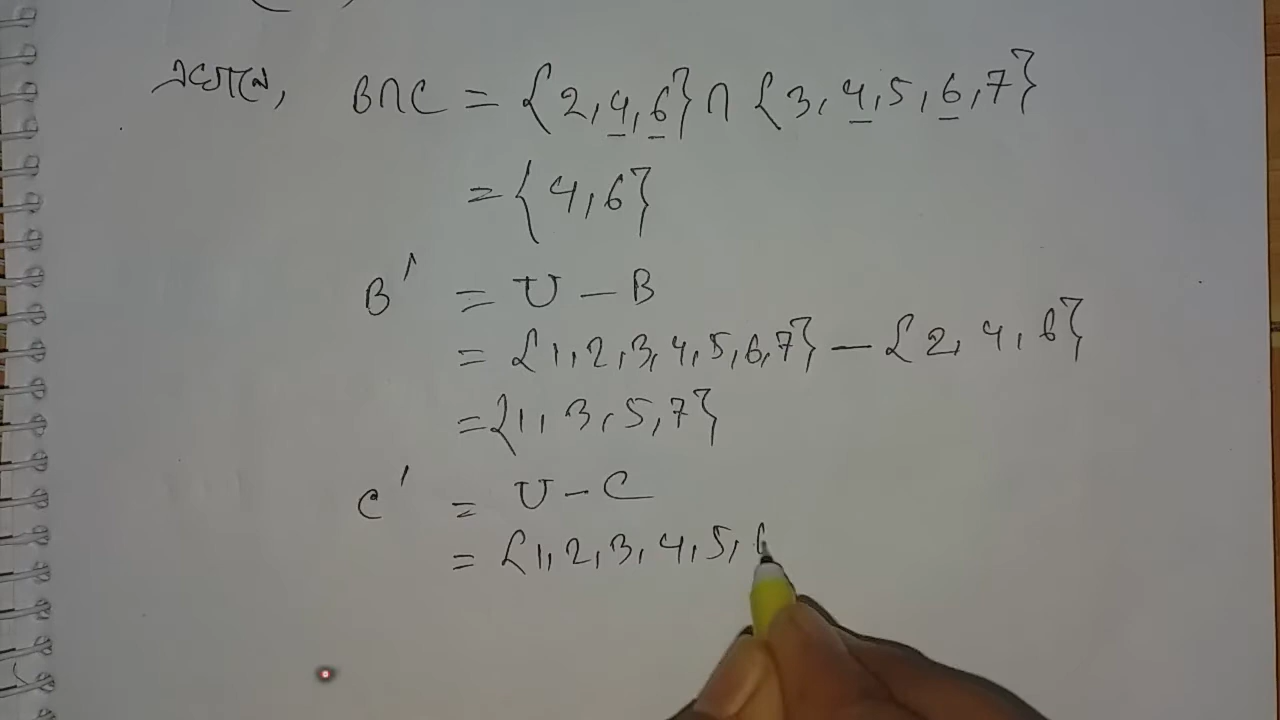 এখানে, B∩C = {2,4,6}∩{3,4,5,6,7}
={4,6}
B' = U - B
= {1,2,3,4,5,6,7} - {2,4,6}
={1,3,5,7}
C' = U - C
= {1,2,3,4,5,6